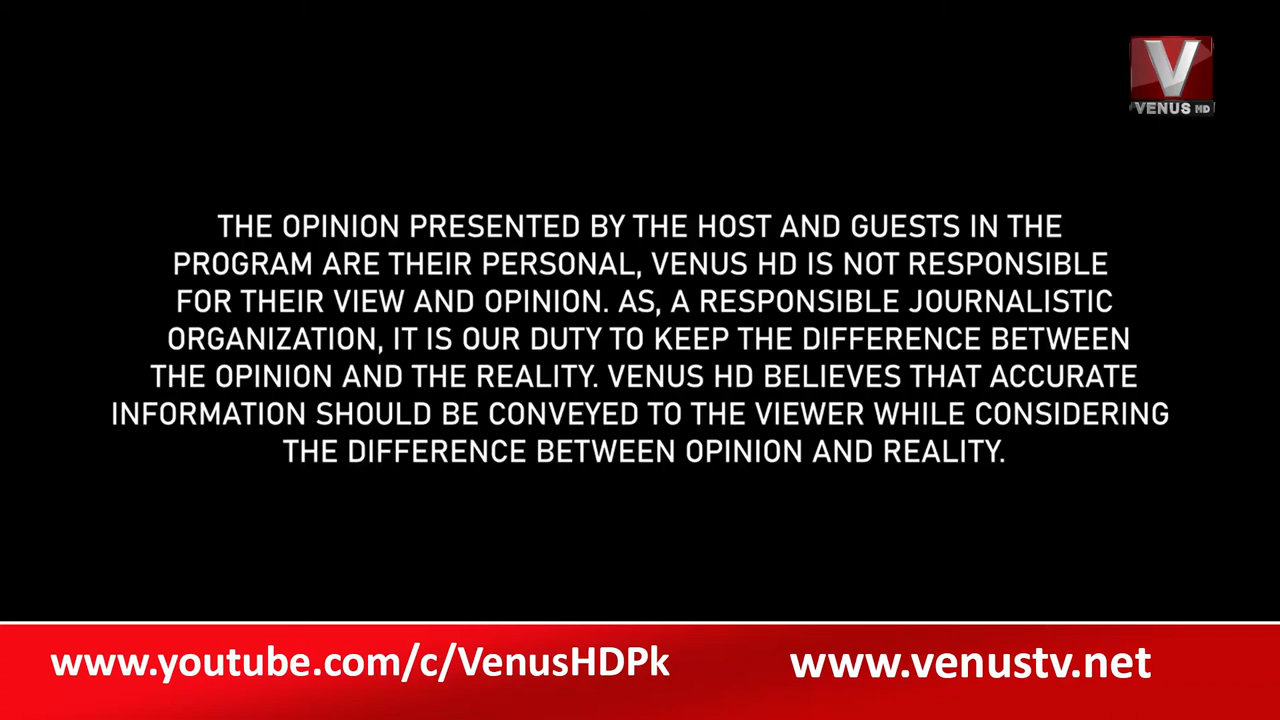 V
VENUS HD
THE OPINION PRESENTED BY THE HOST AND GUESTS IN THE
PROGRAM ARE THEIR PERSONAL, VENUS HD IS NOT RESPONSIBLE
FOR THEIR VIEW AND OPINION. AS, A RESPONSIBLE JOURNALISTIC
ORGANIZATION, IT IS OUR DUTY TO KEEP THE DIFFERENCE BETWEEN
THE OPINION AND THE REALITY. VENUS HD BELIEVES THAT ACCURATE
INFORMATION SHOULD BE CONVEYED TO THE VIEWER WHILE CONSIDERING
THE DIFFERENCE BETWEEN OPINION AND REALITY.
www.youtube.com/c/VenusHDPk
www.venustv.net